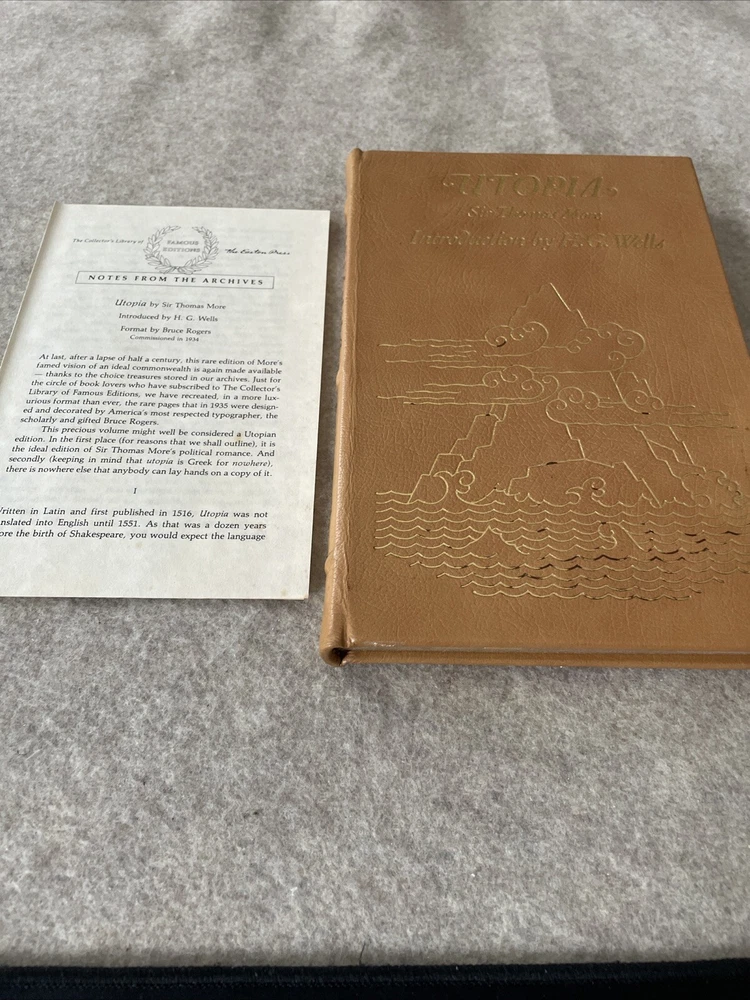 The Collector's Library of
FAMOUS
EDITIONS
The Easton Press
NOTES FROM THE ARCHIVES
Utopia by Sir Thomas More
Introduced by H. G. Wells
Format by Bruce Rogers
Commissioned in 1934
At last, after a lapse of half a century, this rare edition of More's
famed vision of an ideal commonwealth is again made available
— thanks to the choice treasures stored in our archives. Just for
the circle of book lovers who have subscribed to The Collector's
Library of Famous Editions, we have recreated, in a more lux-
urious format than ever, the rare pages that in 1935 were design-
ed and decorated by America's most respected typographer, the
scholarly and gifted Bruce Rogers.
This precious volume might well be considered a Utopian
edition. In the first place (for reasons that we shall outline), it is
the ideal edition of Sir Thomas More's political romance. And
secondly (keeping in mind that utopia is Greek for nowhere),
there is nowhere else that anybody can lay hands on a copy of it.
I
Written in Latin and first published in 1516, Utopia was not
nslated into English until 1551. As that was a dozen years
ore the birth of Shakespeare, you would expect the language
UTOPIA
Sir Thomas More
Introduction by H.G. Wells